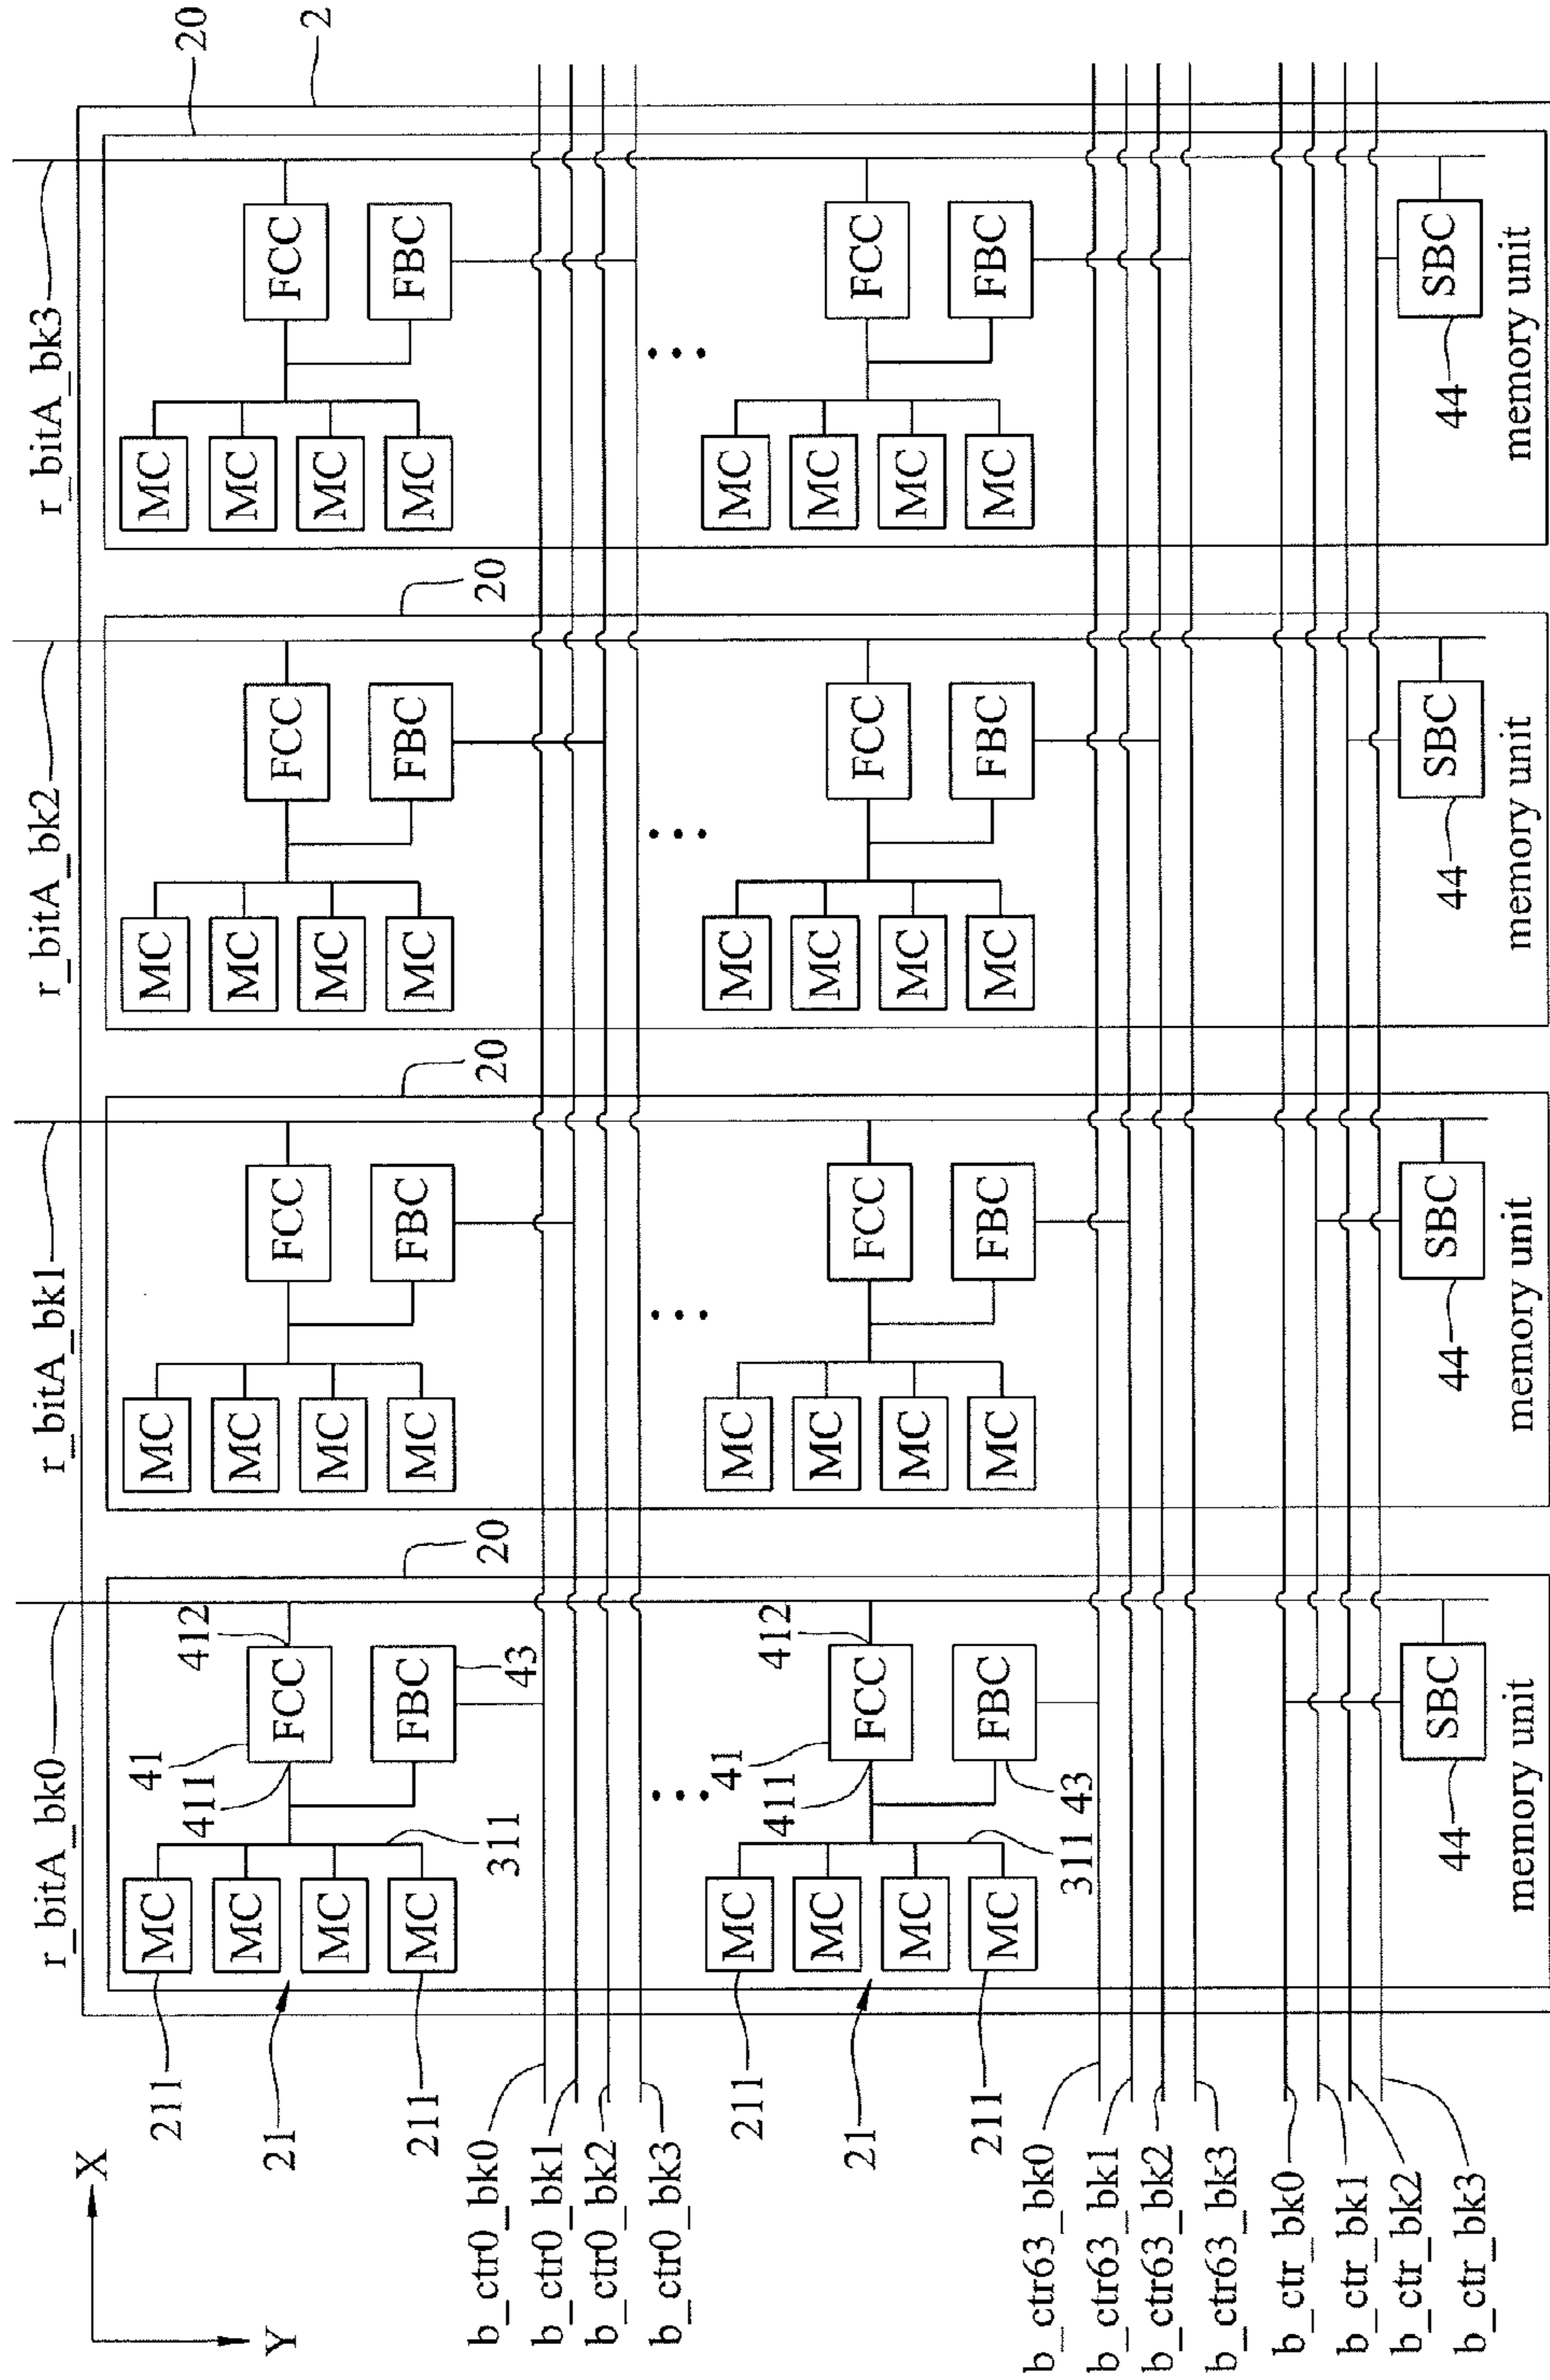 X
Y
r_bitA_bk0
r_bitA_bk1
r_bitA_bk2
r_bitA_bk3
2
20
20
20
20
211
21
211
MC
MC
MC
MC
411
41
412
FCC
FBC
43
311
MC
MC
MC
MC
FCC
FBC
MC
MC
MC
MC
FCC
FBC
MC
MC
MC
MC
FCC
FBC
b_ctr0_bk0
b_ctr0_bk1
b_ctr0_bk2
b_ctr0_bk3
...
...
...
...
211
21
211
MC
MC
MC
MC
411
41
412
FCC
FBC
43
311
MC
MC
MC
MC
FCC
FBC
MC
MC
MC
MC
FCC
FBC
MC
MC
MC
MC
FCC
FBC
b_ctr63_bk0
b_ctr63_bk1
b_ctr63_bk2
b_ctr63_bk3
b_ctr_bk0
b_ctr_bk1
b_ctr_bk2
b_ctr_bk3
44
SBC
44
SBC
44
SBC
44
SBC
memory unit
memory unit
memory unit
memory unit